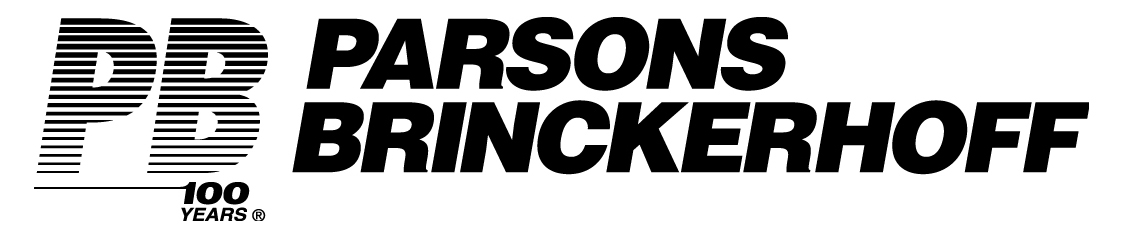 PB
PARSONS
BRINCKERHOFF
100
YEARS ®